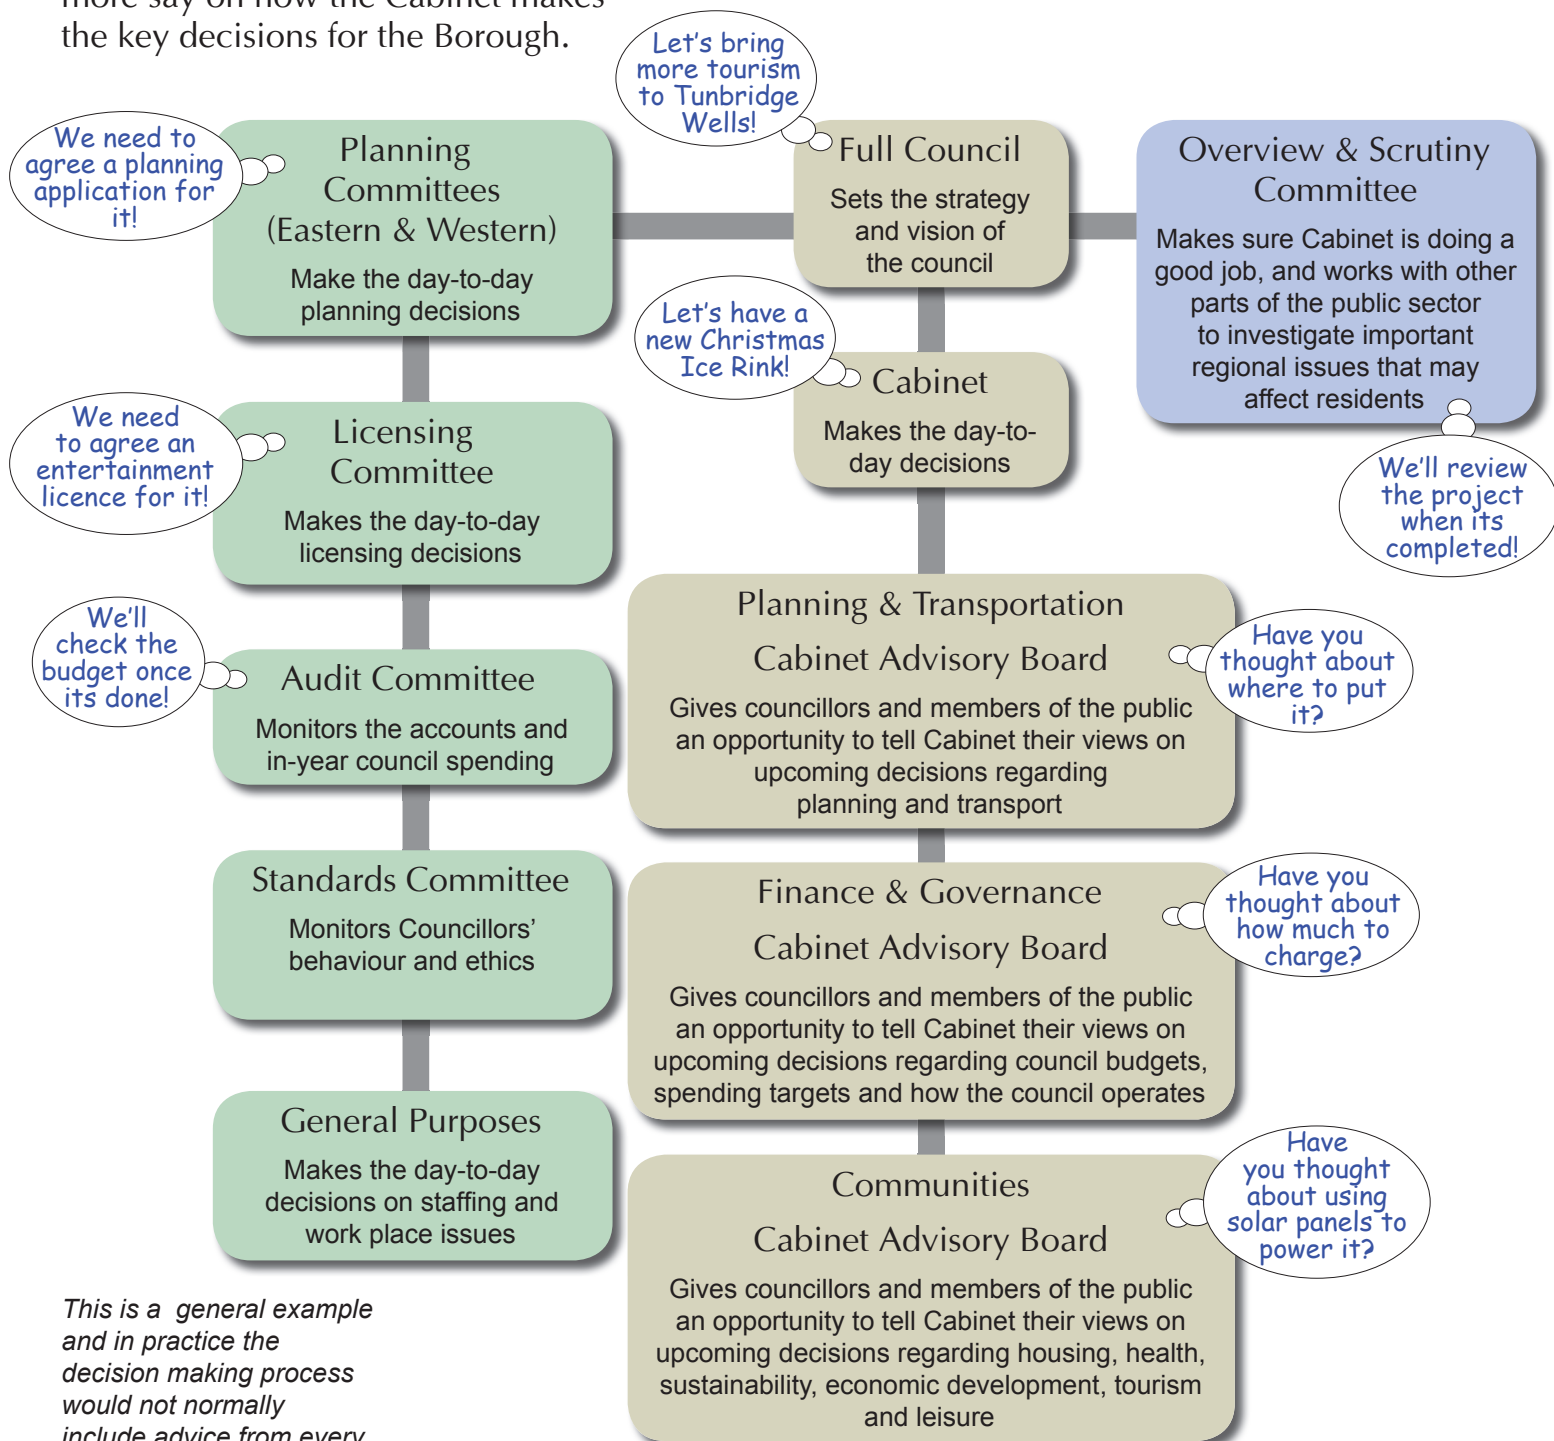 more say on how the Cabinet makes
the key decisions for the Borough.
Let's bring
more tourism
to Tunbridge
Wells!
We need to
agree a planning
application for
it!
Planning
Committees
(Eastern & Western)
Make the day-to-day
planning decisions
Full Council
Sets the strategy
and vision of
the council
Overview & Scrutiny
Committee
Makes sure Cabinet is doing a
good job, and works with other
parts of the public sector
to investigate important
regional issues that may
affect residents
Let's have a
new Christmas
Ice Rink!
Cabinet
Makes the day-to-
day decisions
We need
to agree an
entertainment
licence for it!
Licensing
Committee
Makes the day-to-day
licensing decisions
We'll review
the project
when its
completed!
We'll
check the
budget once
its done!
Audit Committee
Monitors the accounts and
in-year council spending
Planning & Transportation
Cabinet Advisory Board
Gives councillors and members of the public
an opportunity to tell Cabinet their views on
upcoming decisions regarding
planning and transport
Have you
thought about
where to put
it?
Standards Committee
Monitors Councillors'
behaviour and ethics
Finance & Governance
Cabinet Advisory Board
Gives councillors and members of the public
an opportunity to tell Cabinet their views on
upcoming decisions regarding council budgets,
spending targets and how the council operates
Have you
thought about
how much to
charge?
General Purposes
Makes the day-to-day
decisions on staffing and
work place issues
Communities
Cabinet Advisory Board
Gives councillors and members of the public
an opportunity to tell Cabinet their views on
upcoming decisions regarding housing, health,
sustainability, economic development, tourism
and leisure
Have
you thought
about using
solar panels to
power it?
This is a general example
and in practice the
decision making process
would not normally
include advice from every